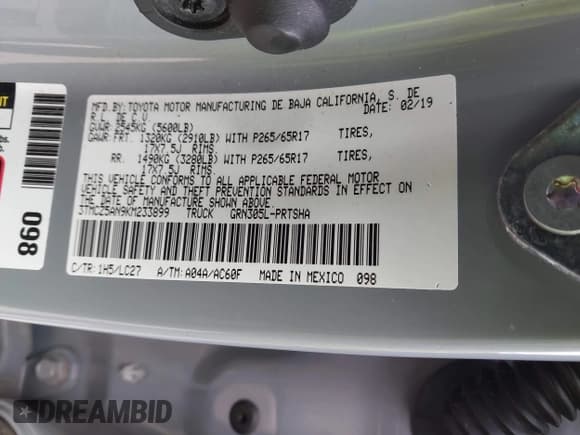 MFD.BY: TOYOTA MOTOR MANUFACTURING DE BAJA CALIFORNIA, S. DE
R.L. DE C.V. DATE: 02/19
GVWR 2545KG (5600LB)
GAWR: FRT. 1320KG (2910LB) WITH P265/65R17 TIRES,
17X7.5J RIMS
RR. 1490KG (3280LB) WITH P265/65R17 TIRES,
17X7.5J RIMS
THIS VEHICLE CONFORMS TO ALL APPLICABLE FEDERAL MOTOR
VEHICLE SAFETY AND THEFT PREVENTION STANDARDS IN EFFECT ON
THE DATE OF MANUFACTURE SHOWN ABOVE.
3TMCZ5AN9KM233099 TRUCK GRN305L-PRTSHA
C/TR: 1H5/LC27 A/TM: A04A/AC60F MADE IN MEXICO 098
098
DREAMBID